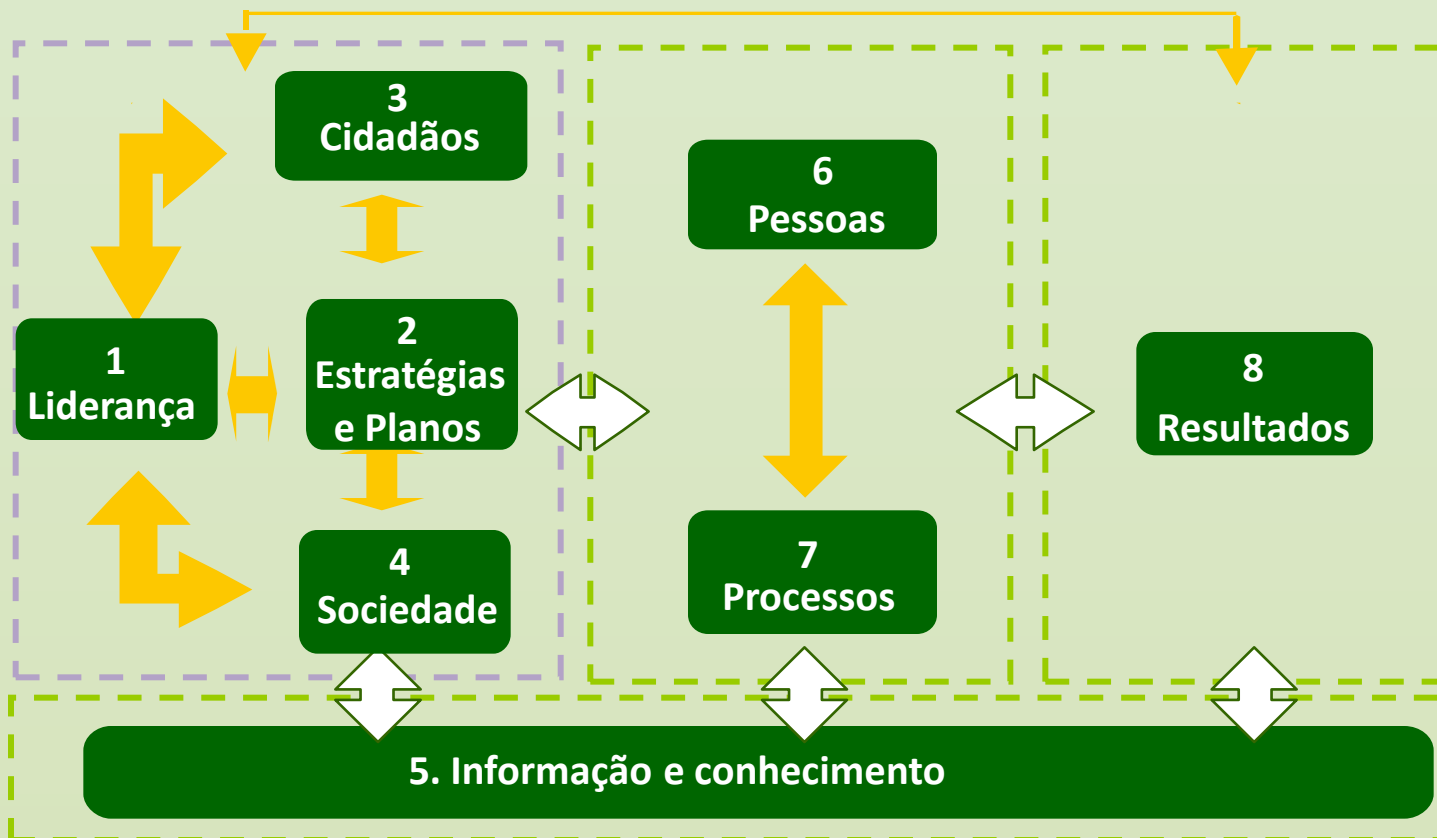 3
Cidadãos
6
Pessoas
1
Liderança
2
Estratégias
e Planos
8
Resultados
4
Sociedade
7
Processos
5. Informação e conhecimento